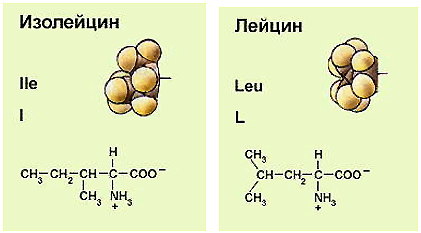 Изолейцин
Ile
I
H
CH3–CH2–CH–C–COO−
CH3 NH3
+
Лейцин
Leu
L
CH3 H
CH–CH2–C–COO−
CH3 NH3
+